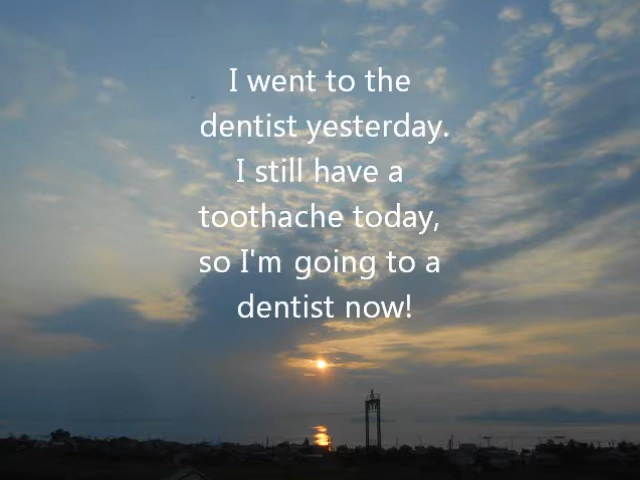 I went to the
dentist yesterday.
I still have a
toothache today,
so I'm going to a
dentist now!